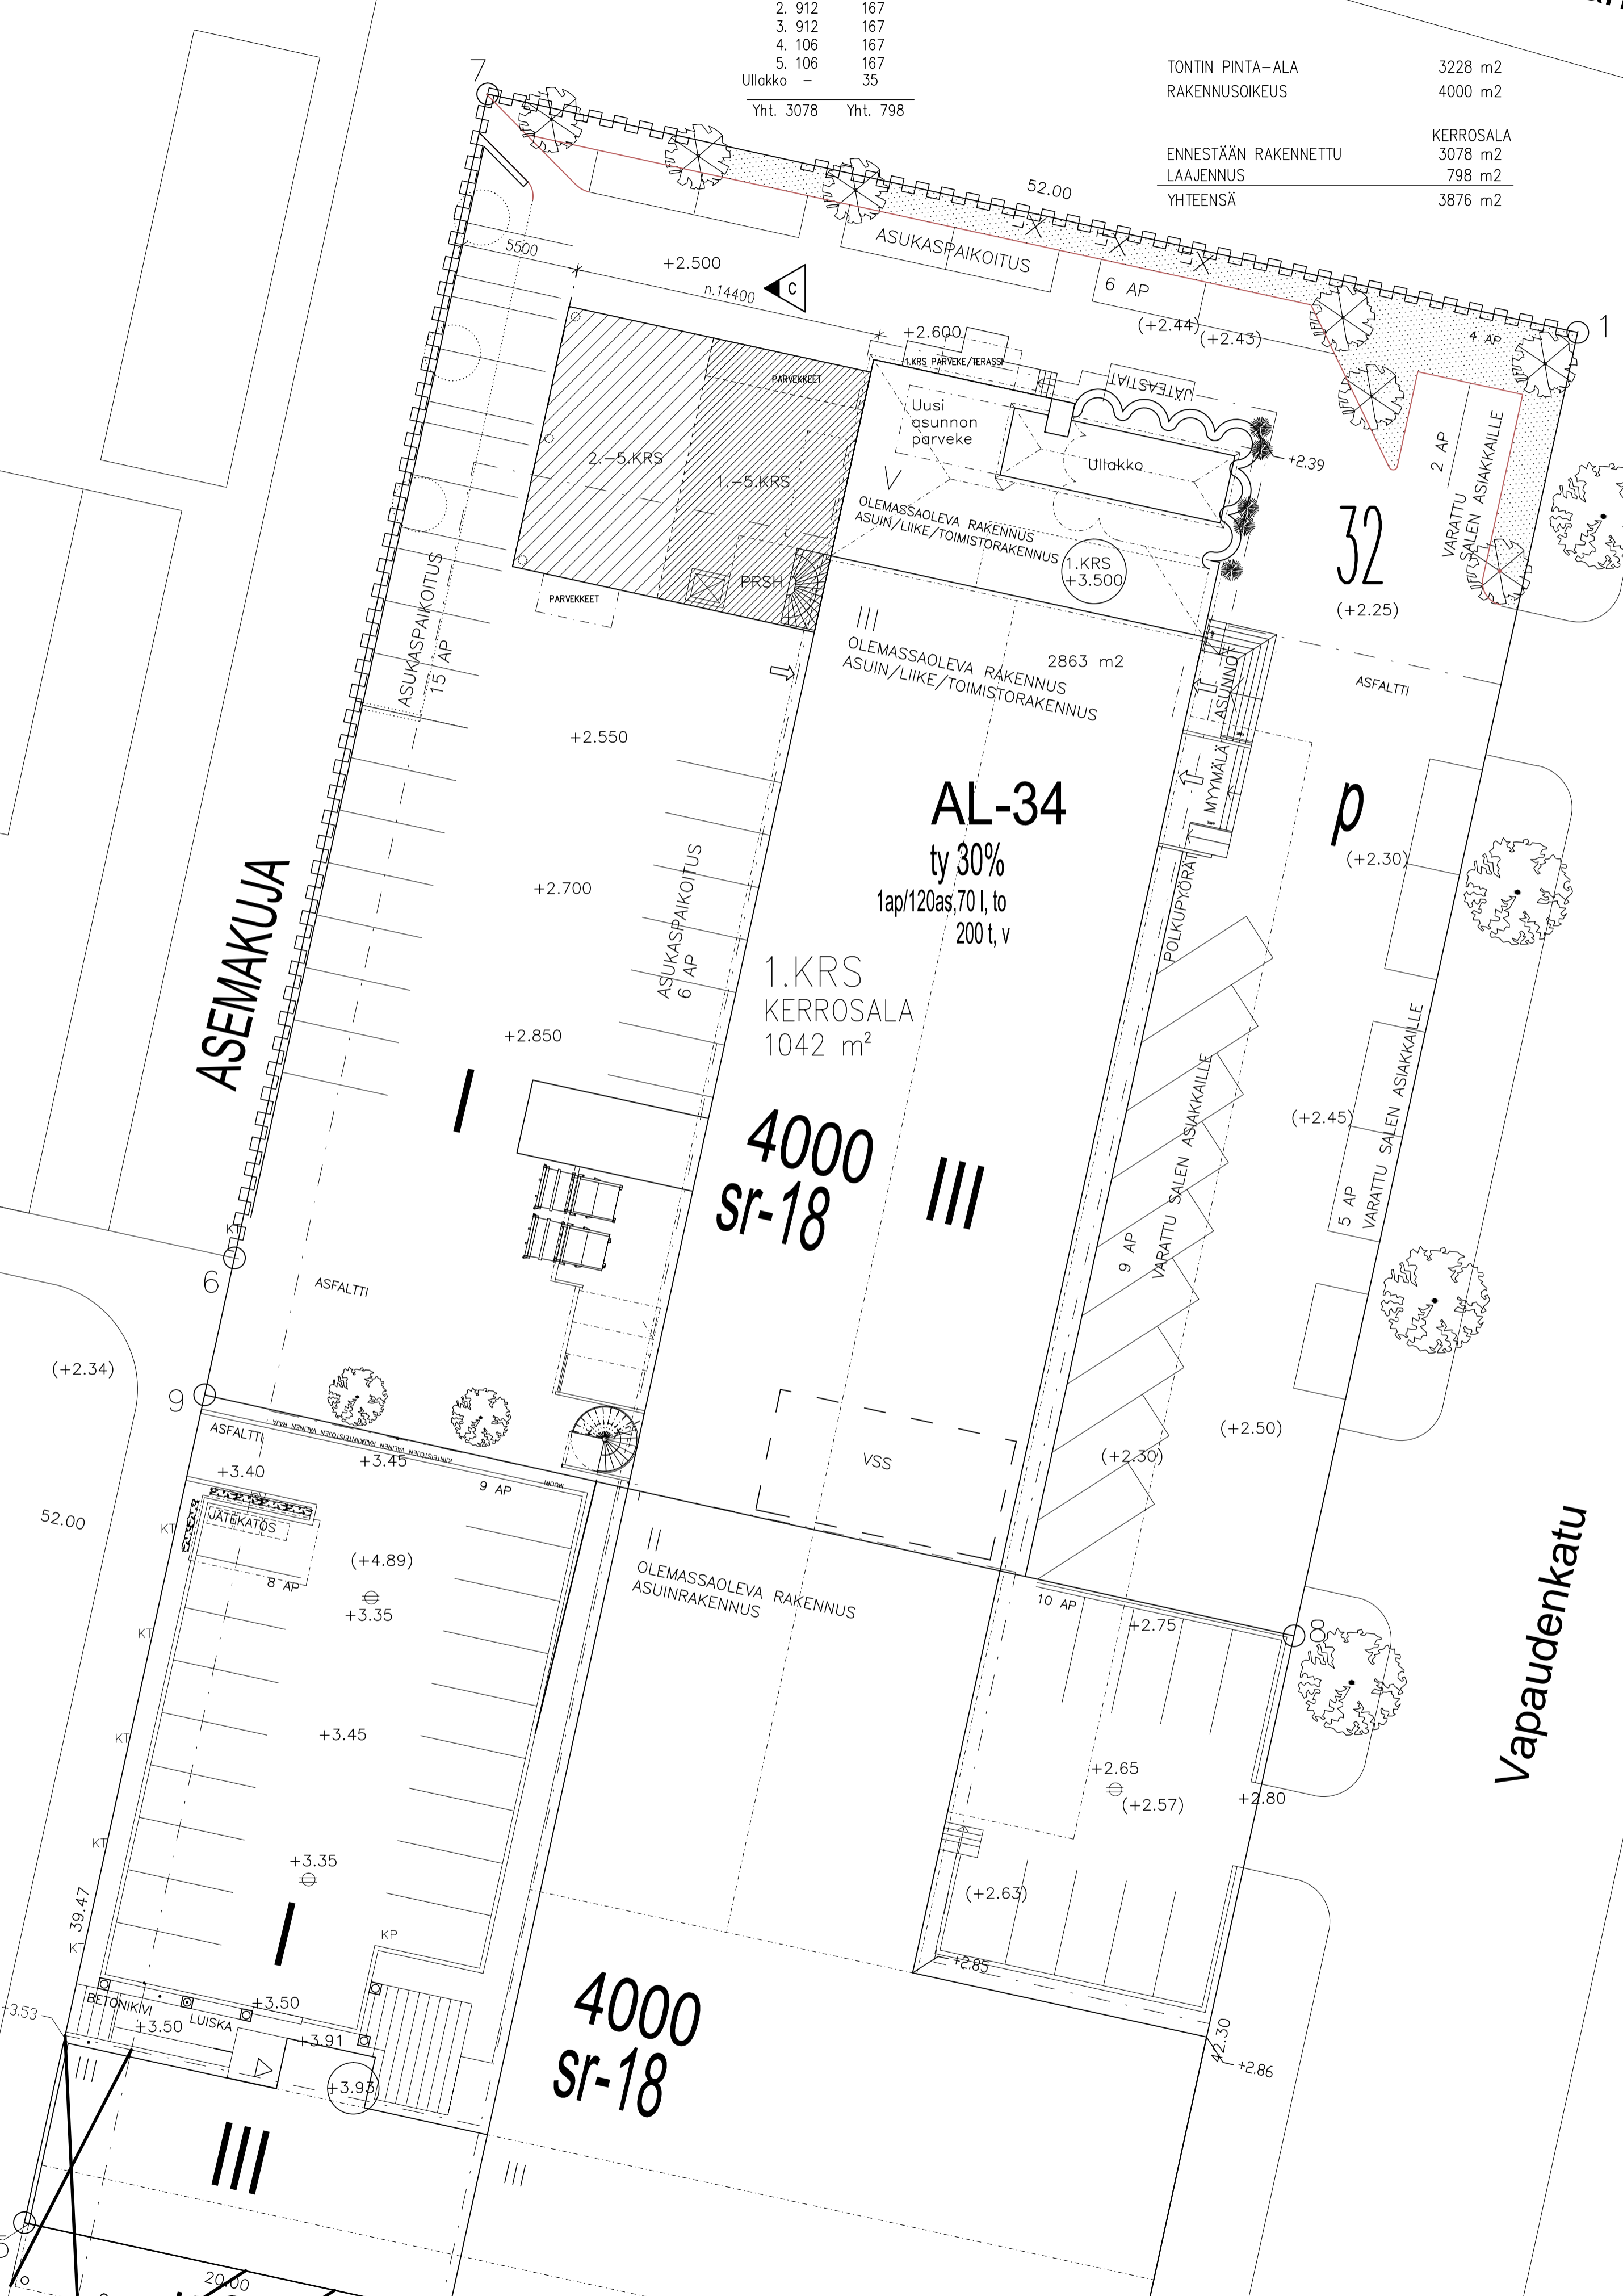 2. 912 167
3. 912 167
4. 106 167
5. 106 167
Ullakko – 35
Yht. 3078 Yht. 798
TONTIN PINTA–ALA 3228 m2
RAKENNUSOIKEUS 4000 m2
KERROSALA
ENNESTÄÄN RAKENNETTU 3078 m2
LAAJENNUS 798 m2
YHTEENSÄ 3876 m2
7
52.00
ASUKASPAIKOITUS
6 AP
5500
+2.500
n.14400
C
+2.600
(+2.44)
(+2.43)
4 AP
1
1.KRS PARVEKE/TERASSI
JÄTEASTIAT
PARVEKKEET
Uusi
asunnon
parveke
Ullakko
+2.39
2 AP
VARATTU
SALEN ASIAKKAILLE
2.–5.KRS
1.–5.KRS
V
OLEMASSAOLEVA RAKENNUS
ASUIN/LIIKE/TOIMISTORAKENNUS
1.KRS
+3.500
32
(+2.25)
PRSH
PARVEKKEET
ASUKASPAIKOITUS
15 AP
III
OLEMASSAOLEVA RAKENNUS
ASUIN/LIIKE/TOIMISTORAKENNUS
2863 m2
ASUNNOT
ASFALTTI
+2.550
MYYMÄLÄ
AL-34
ty 30%
1ap/120as,70 l, to
200 t, v
p
(+2.30)
+2.700
ASUKASPAIKOITUS
6 AP
POLKUPYÖRÄT
ASEMAKUJA
1.KRS
KERROSALA
1042 m²
+2.850
I
4000
sr-18
III
9 AP
VARATTU SALEN ASIAKKAILLE
(+2.45)
5 AP
VARATTU SALEN ASIAKKAILLE
KT
6
ASFALTTI
(+2.34)
9
ASFALTTI
KIINTEISTÖJEN VÄLINEN RAJA
KIINTEISTÖJEN VÄLINEN RAJA
MUURI
+3.40
+3.45
9 AP
VSS
(+2.30)
(+2.50)
52.00
KT
JÄTEKATOS
8 AP
(+4.89)
+3.35
II
OLEMASSAOLEVA RAKENNUS
ASUINRAKENNUS
10 AP
+2.75
8
Vapaudenkatu
KT
KT
+3.45
+2.65
(+2.57)
+2.80
KT
+3.35
39.47
KT
I
KP
(+2.63)
+2.85
BETONIKIVI
+3.50
LUISKA
+3.50
+3.91
+3.93
+3.53
4000
sr-18
42.30
+2.86
III
III
III
20.00